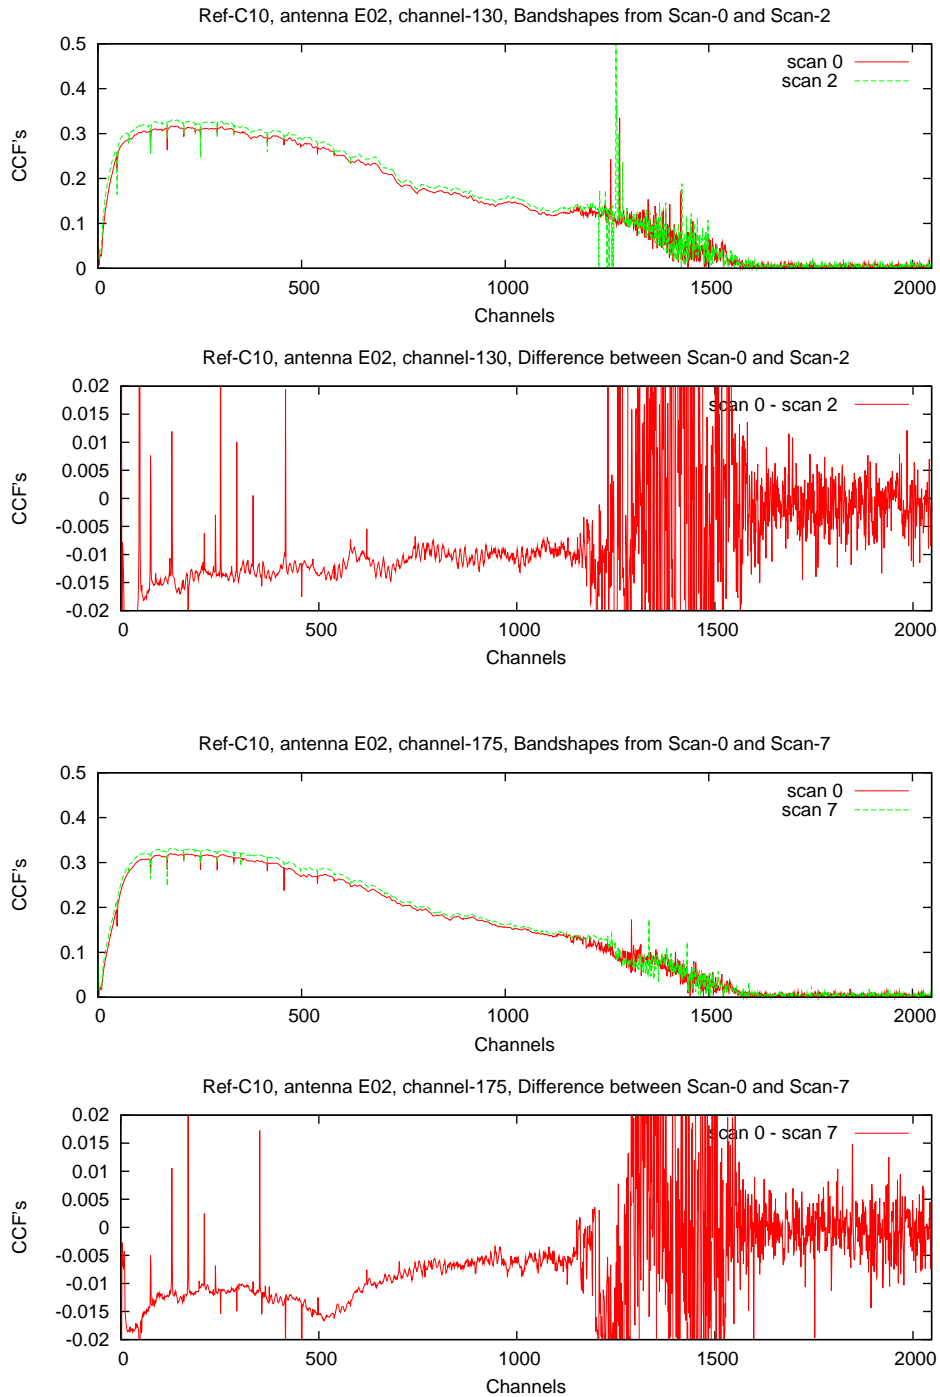 Ref-C10, antenna E02, channel-130, Bandshapes from Scan-0 and Scan-2
0.5
0.4
0.3
0.2
0.1
0
CCF's
scan 0
scan 2
0 500 1000 1500 2000
Channels
Ref-C10, antenna E02, channel-130, Difference between Scan-0 and Scan-2
0.02
0.015
0.01
0.005
0
-0.005
-0.01
-0.015
-0.02
CCF's
scan 0 - scan 2
0 500 1000 1500 2000
Channels
Ref-C10, antenna E02, channel-175, Bandshapes from Scan-0 and Scan-7
0.5
0.4
0.3
0.2
0.1
0
CCF's
scan 0
scan 7
0 500 1000 1500 2000
Channels
Ref-C10, antenna E02, channel-175, Difference between Scan-0 and Scan-7
0.02
0.015
0.01
0.005
0
-0.005
-0.01
-0.015
-0.02
CCF's
scan 0 - scan 7
0 500 1000 1500 2000
Channels